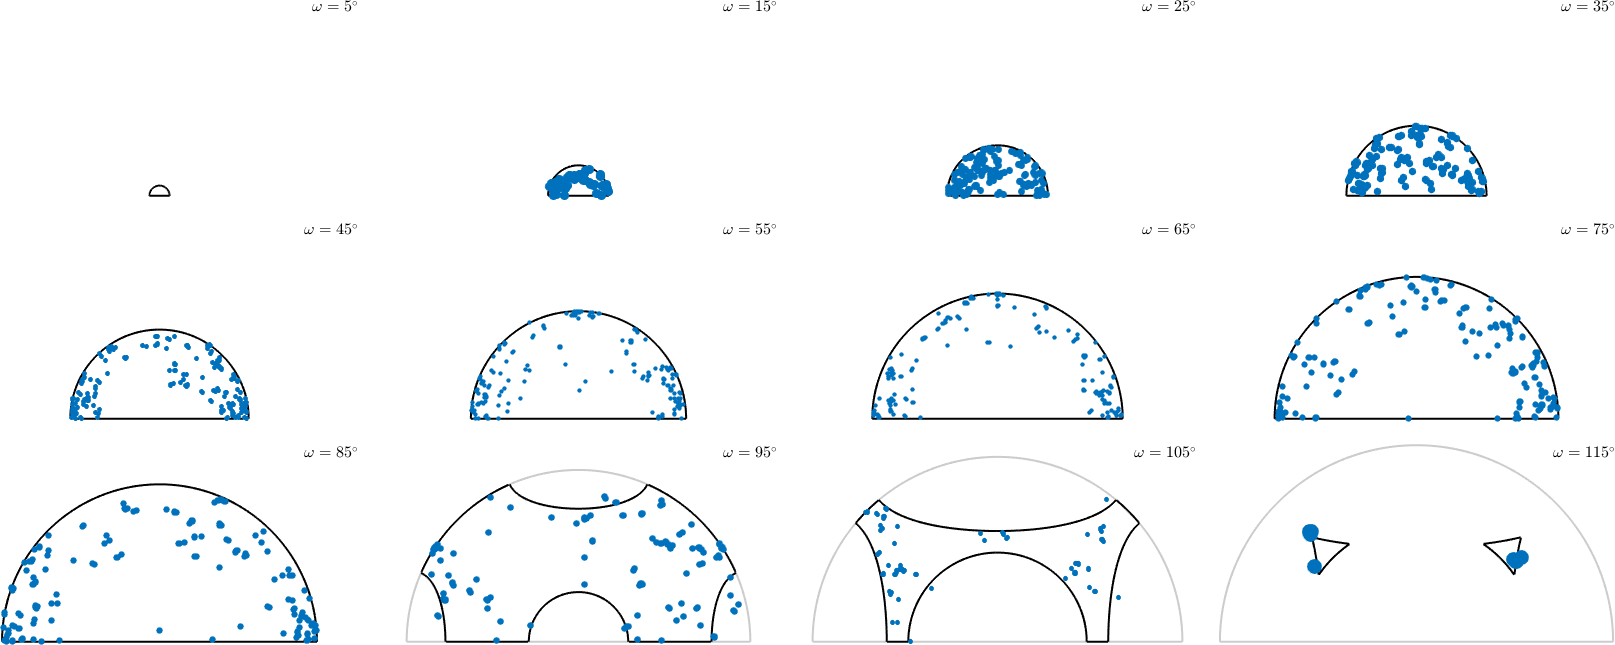 ω = 5°
ω = 15°
ω = 25°
ω = 35°
ω = 45°
ω = 55°
ω = 65°
ω = 75°
ω = 85°
ω = 95°
ω = 105°
ω = 115°